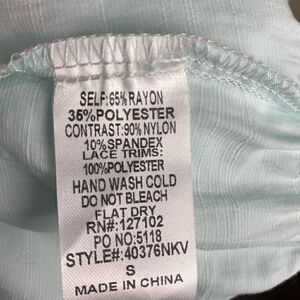 SELF:65%RAYON
35%POLYESTER
CONTRAST:90%NYLON
10%SPANDEX
LACE TRIMS:
100%POLYESTER
HAND WASH COLD
DO NOT BLEACH
FLAT DRY
RN#:127102
PO NO:5118
STYLE#:40376NKV
S
MADE IN CHINA